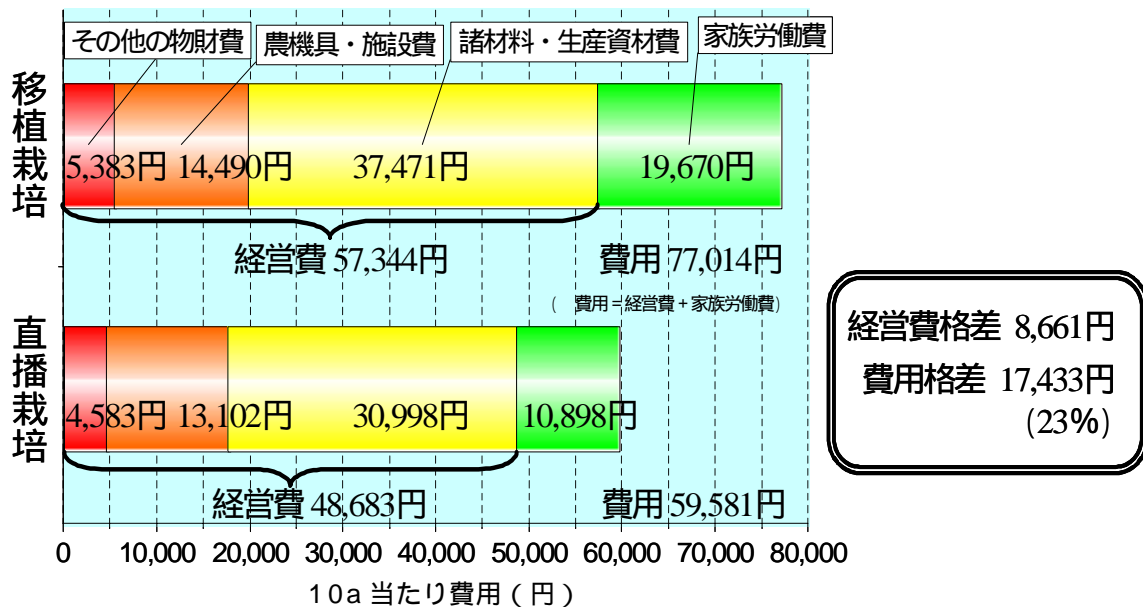 その他の物財費 農機具・施設費 諸材料・生産資材費 家族労働費
移植栽培
5,383円 14,490円 37,471円 19,670円
経営費 57,344円 費用 77,014円
( 費用=経営費+家族労働費)
直播栽培
4,583円 13,102円 30,998円 10,898円
経営費 48,683円 費用 59,581円
0 10,000 20,000 30,000 40,000 50,000 60,000 70,000 80,000
10a 当たり費用(円)
経営費格差 8,661円
費用格差 17,433円
(23%)